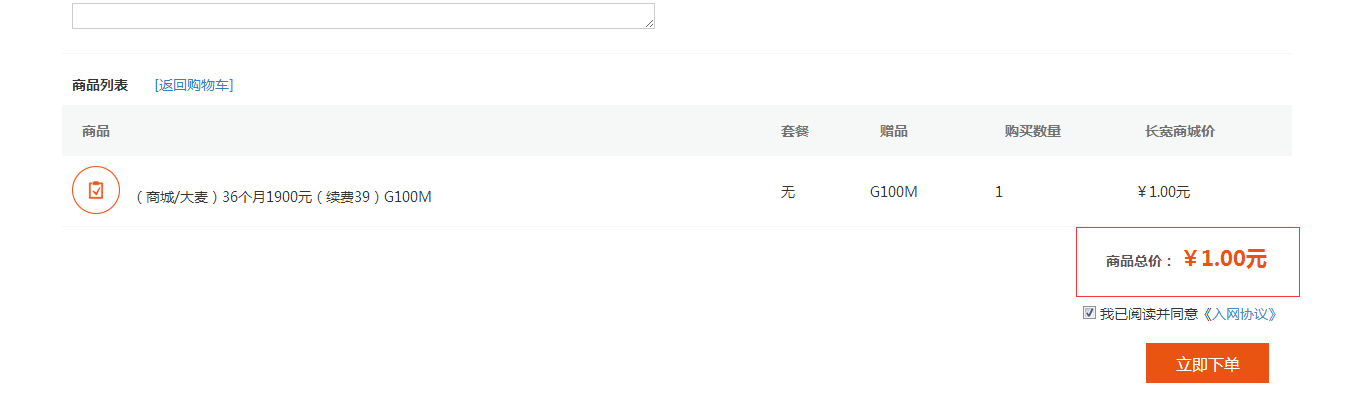 商品列表 [返回购物车]
商品 套餐 赠品 购买数量 长宽商城价
（商城/大麦）36个月1900元（续费39）G100M 无 G100M 1 ￥1.00元
商品总价：￥1.00元
我已阅读并同意《入网协议》
立即下单